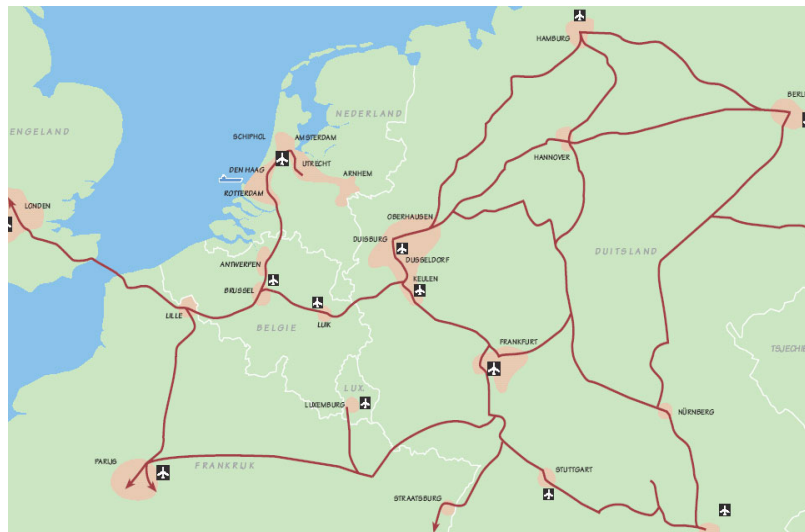 HAMBURG
BERL
NEDERLAND
ENGELAND
SCHIPHOL
AMSTERDAM
HANNOVER
UTRECHT
DEN HAAG
ARNHEM
ROTTERDAM
LONDEN
OBERHAUSEN
DUISBURG
DUITSLAND
DUSSELDORF
ANTWERPEN
KEULEN
BRUSSEL
LILLE
LUIK
BELGIE
FRANKFURT
TSJECHIE
LUX.
LUXEMBURG
NÜRNBERG
PARIJS
FRANKRIJK
STUTTGART
STRAATSBURG